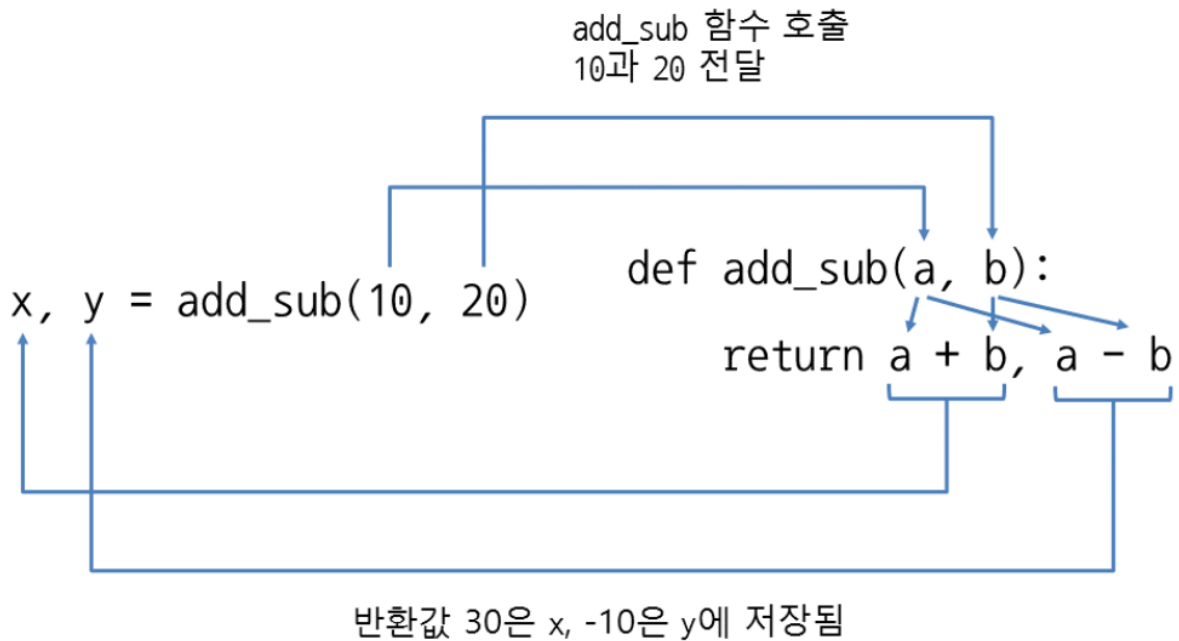 add_sub 함수 호출
10과 20 전달
x, y = add_sub(10, 20)
def add_sub(a, b):
return a + b, a - b
반환값 30은 x, -10은 y에 저장됨